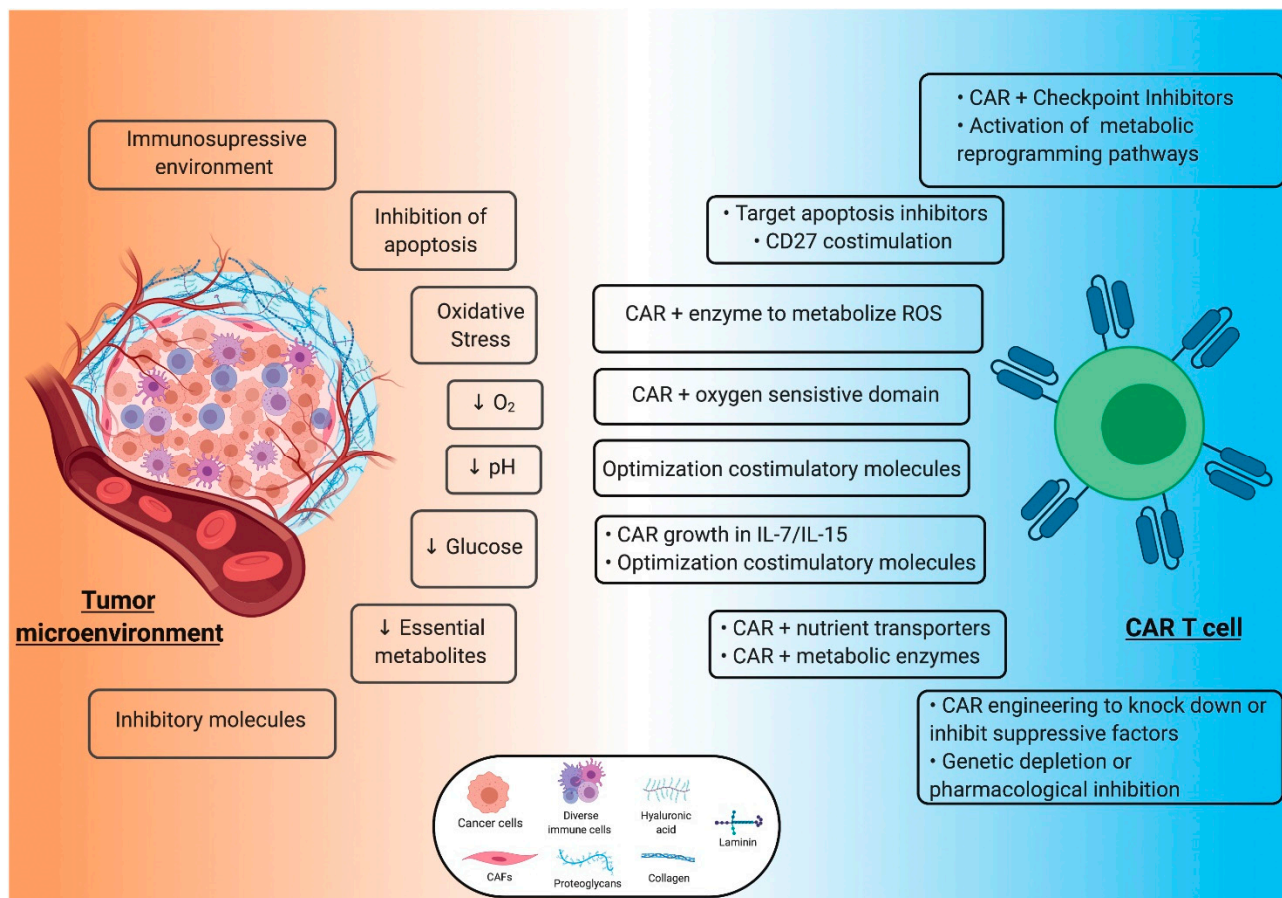 Immunosupressive
environment
Inhibition of
apoptosis
Oxidative
Stress
↓ O₂
↓ pH
↓ Glucose
↓ Essential
metabolites
Inhibitory molecules
Tumor
microenvironment
• CAR + Checkpoint Inhibitors
• Activation of metabolic
reprogramming pathways
• Target apoptosis inhibitors
• CD27 costimulation
CAR + enzyme to metabolize ROS
CAR + oxygen sensistive domain
Optimization costimulatory molecules
• CAR growth in IL-7/IL-15
• Optimization costimulatory molecules
• CAR + nutrient transporters
• CAR + metabolic enzymes
• CAR engineering to knock down or
inhibit suppressive factors
• Genetic depletion or
pharmacological inhibition
CAR T cell
Cancer cells
Diverse
immune cells
Hyaluronic
acid
Laminin
CAFs
Proteoglycans
Collagen